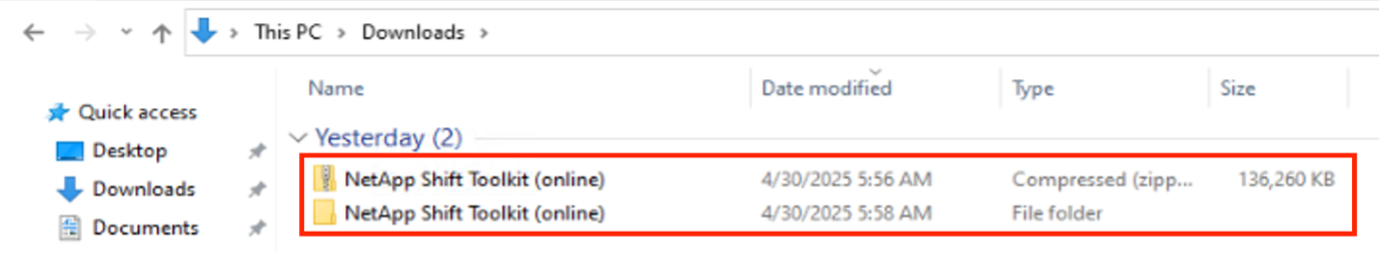 This PC > Downloads >
Name Date modified Type Size
Quick access
Desktop
Downloads
Documents
Yesterday (2)
NetApp Shift Toolkit (online) 4/30/2025 5:56 AM Compressed (zipp... 136,260 KB
NetApp Shift Toolkit (online) 4/30/2025 5:58 AM File folder